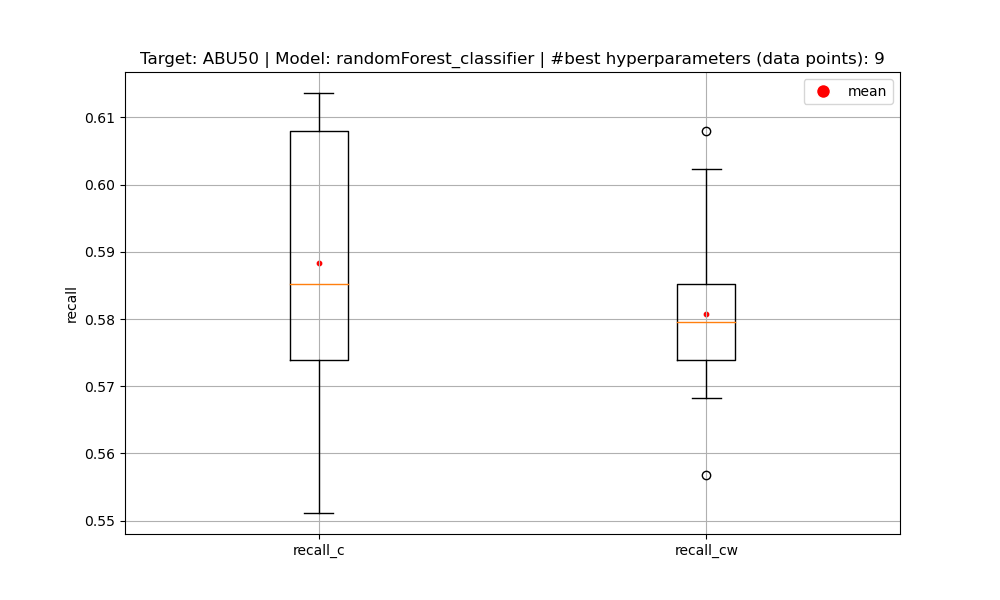 Target: ABU50 | Model: randomForest_classifier | #best hyperparameters (data points): 9
mean
0.61
0.60
0.59
0.58
0.57
0.56
0.55
recall
recall_c
recall_cw